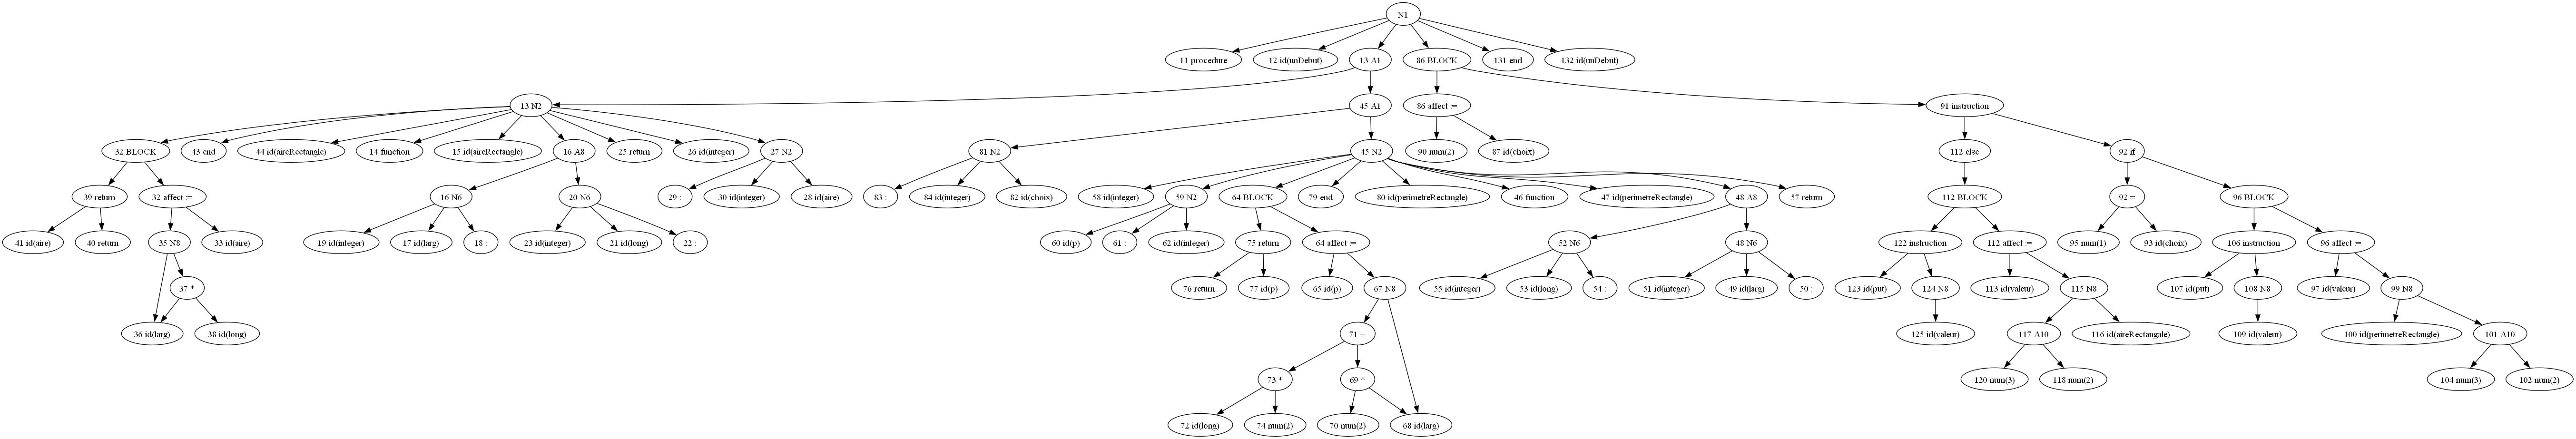 N1
11 procedure
12 id(unDebut)
13 A1
86 BLOCK
131 end
132 id(unDebut)
13 N2
45 A1
86 affect :=
91 instruction
32 BLOCK
43 end
44 id(aireRectangle)
14 function
15 id(aireRectangle)
16 A8
25 return
26 id(integer)
27 N2
81 N2
45 N2
90 num(2)
87 id(choix)
112 else
92 if
39 return
32 affect :=
16 N6
20 N6
29 :
30 id(integer)
28 id(aire)
83 :
84 id(integer)
82 id(choix)
58 id(integer)
59 N2
64 BLOCK
79 end
80 id(perimetreRectangle)
46 function
47 id(perimetreRectangle)
48 A8
57 return
112 BLOCK
92 =
96 BLOCK
41 id(aire)
40 return
35 N8
33 id(aire)
19 id(integer)
17 id(larg)
18 :
23 id(integer)
21 id(long)
22 :
60 id(p)
61 :
62 id(integer)
75 return
64 affect :=
52 N6
48 N6
122 instruction
112 affect :=
95 num(1)
93 id(choix)
106 instruction
96 affect :=
37 *
76 return
77 id(p)
65 id(p)
67 N8
55 id(integer)
53 id(long)
54 :
51 id(integer)
49 id(larg)
50 :
123 id(put)
124 N8
113 id(valeur)
115 N8
107 id(put)
108 N8
97 id(valeur)
99 N8
36 id(larg)
38 id(long)
71 +
125 id(valeur)
117 A10
116 id(aireRectangale)
109 id(valeur)
100 id(perimetreRectangle)
101 A10
73 *
69 *
120 num(3)
118 num(2)
104 num(3)
102 num(2)
72 id(long)
74 num(2)
70 num(2)
68 id(larg)